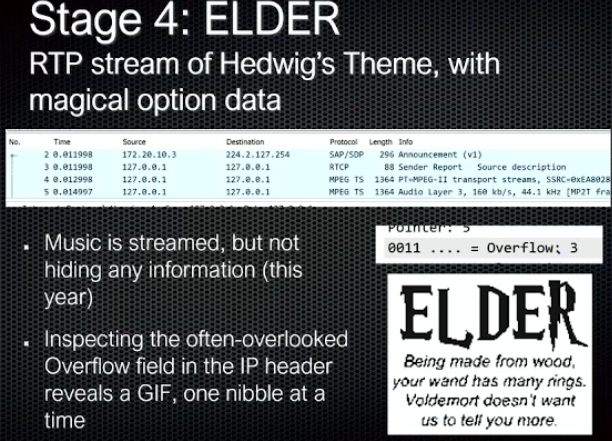 Stage 4: ELDER
RTP stream of Hedwig's Theme, with
magical option data
No. Time Source Destination Protocol Length Info
2 0.011998 172.20.10.3 224.2.127.254 SAP/SDP 296 Announcement (v1)
3 0.011998 127.0.0.1 127.0.0.1 RTCP 88 Sender Report Source description
4 0.012998 127.0.0.1 127.0.0.1 MPEG TS 1364 PT=MPEG-II transport streams, SSRC=0xEA8028
5 0.014997 127.0.0.1 127.0.0.1 MPEG TS 1364 Audio Layer 3, 160 kb/s, 44.1 kHz [MP2T fra
Music is streamed, but not
hiding any information (this
year)
Inspecting the often-overlooked
Overflow field in the IP header
reveals a GIF, one nibble at a
time
Pointer: 5
0011 .... = Overflow: 3
ELDER
Being made from wood,
your wand has many rings.
Voldemort doesn't want
us to tell you more.